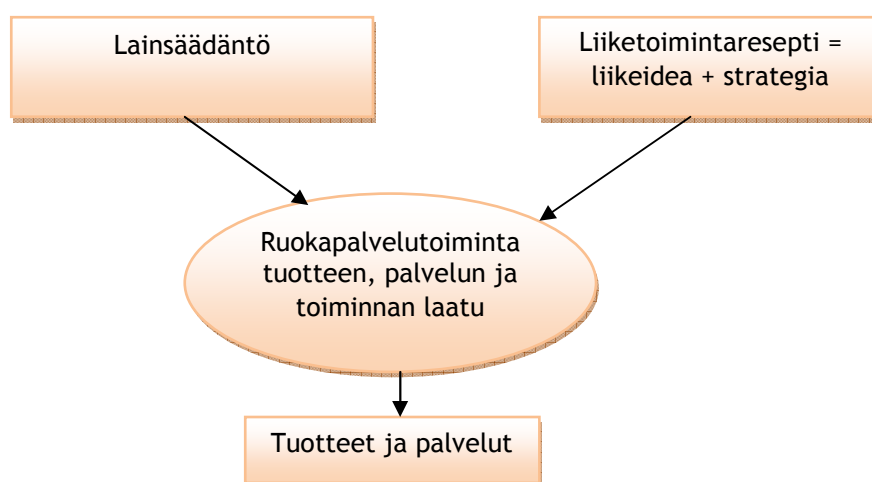 Lainsäädäntö
Liiketoimintaresepti =
liikeidea + strategia
Ruokapalvelutoiminta
tuotteen, palvelun ja
toiminnan laatu
Tuotteet ja palvelut